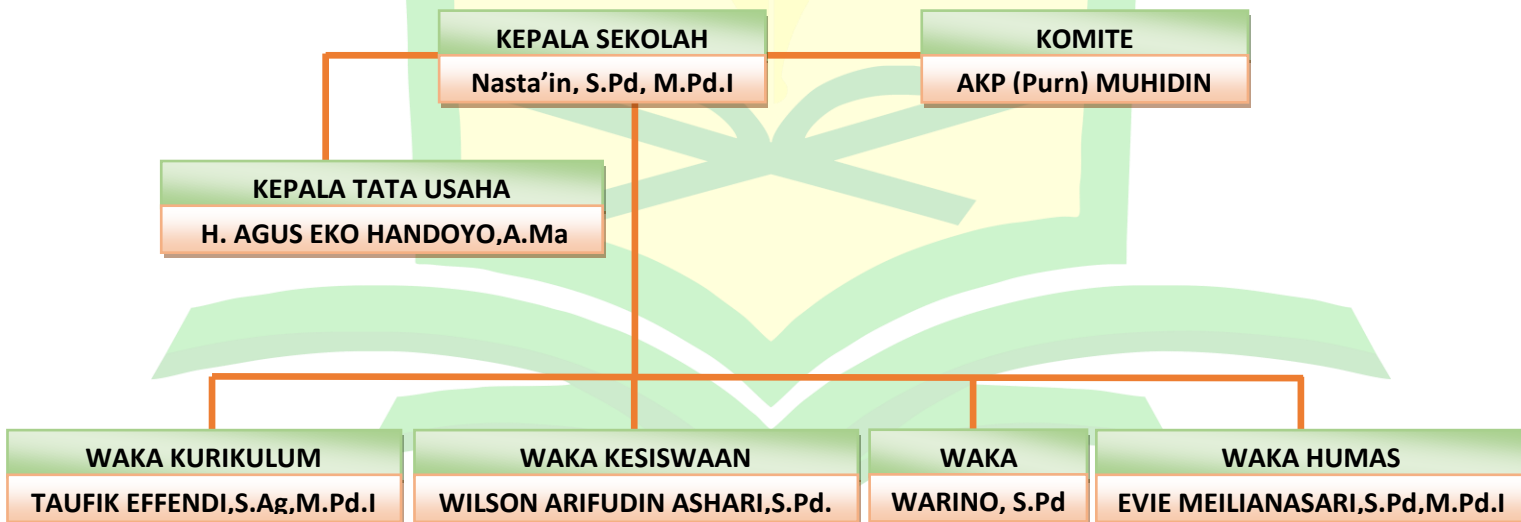 KEPALA SEKOLAH
Nasta’in, S.Pd, M.Pd.I
KOMITE
AKP (Purn) MUHIDIN
KEPALA TATA USAHA
H. AGUS EKO HANDOYO,A.Ma
WAKA KURIKULUM
TAUFIK EFFENDI,S.Ag,M.Pd.I
WAKA KESISWAAN
WILSON ARIFUDIN ASHARI,S.Pd.
WAKA
WARINO, S.Pd
WAKA HUMAS
EVIE MEILIANASARI,S.Pd,M.Pd.I